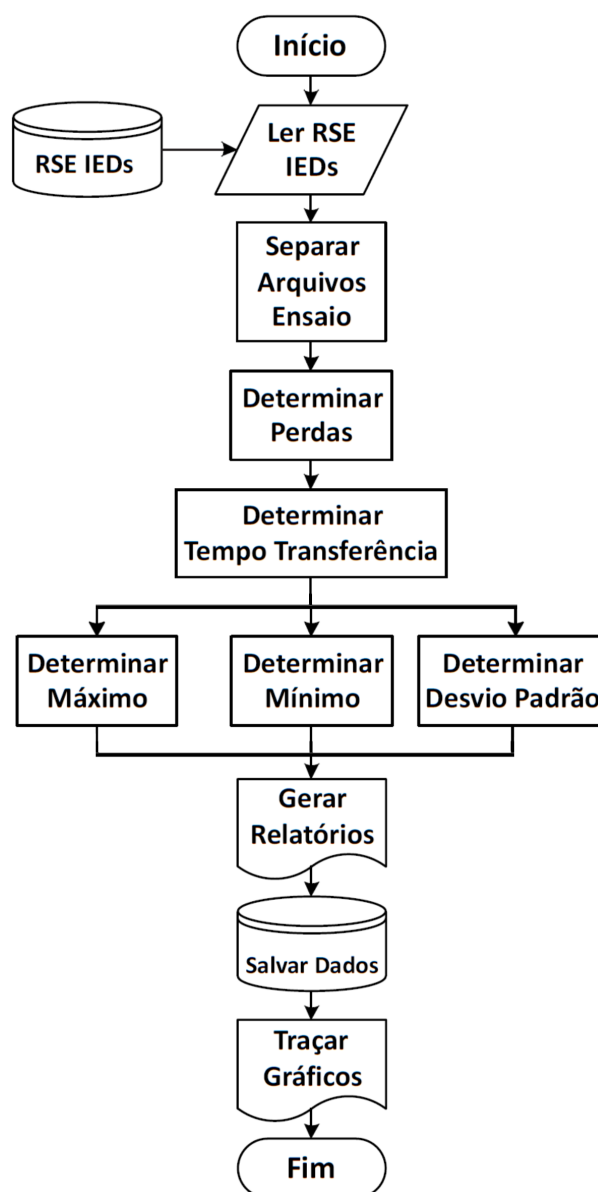 Início
RSE IEDs
Ler RSE
IEDs
Separar
Arquivos
Ensaio
Determinar
Perdas
Determinar
Tempo Transferência
Determinar
Máximo
Determinar
Mínimo
Determinar
Desvio Padrão
Gerar
Relatórios
Salvar Dados
Traçar
Gráficos
Fim